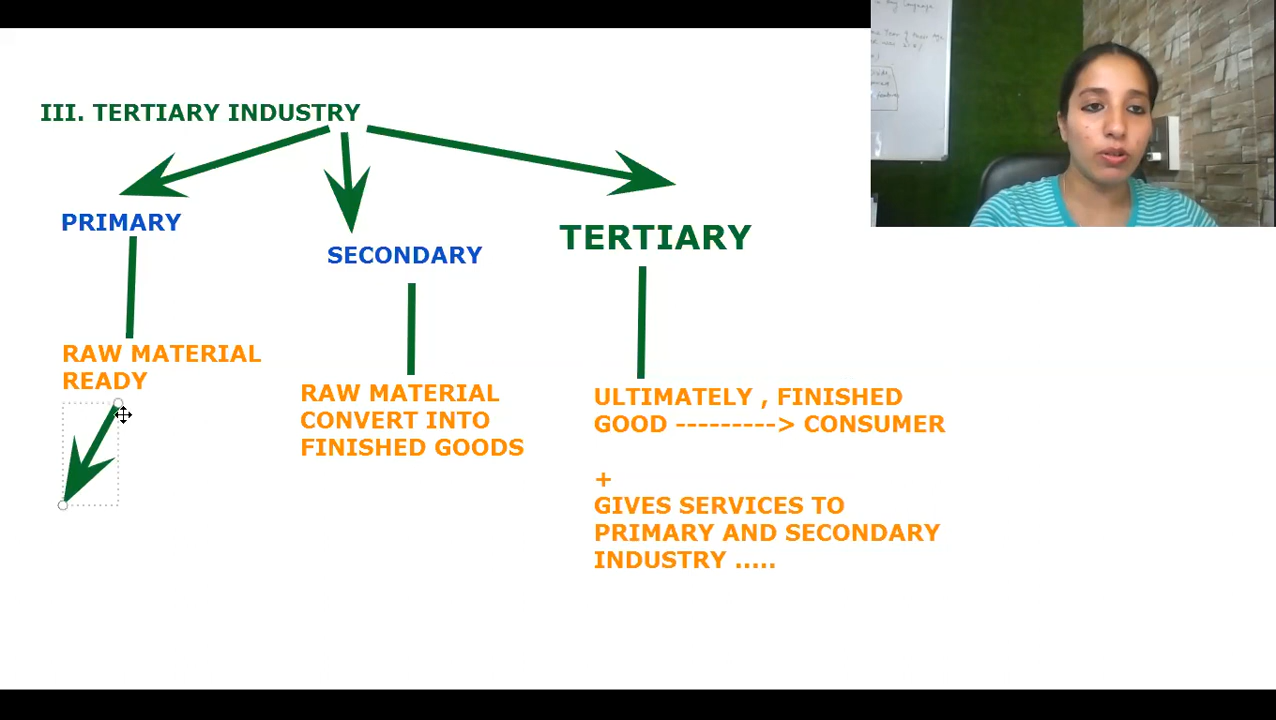 III. TERTIARY INDUSTRY
PRIMARY
SECONDARY
TERTIARY
RAW MATERIAL
READY
RAW MATERIAL
CONVERT INTO
FINISHED GOODS
ULTIMATELY , FINISHED
GOOD ---------> CONSUMER
+
GIVES SERVICES TO
PRIMARY AND SECONDARY
INDUSTRY .....